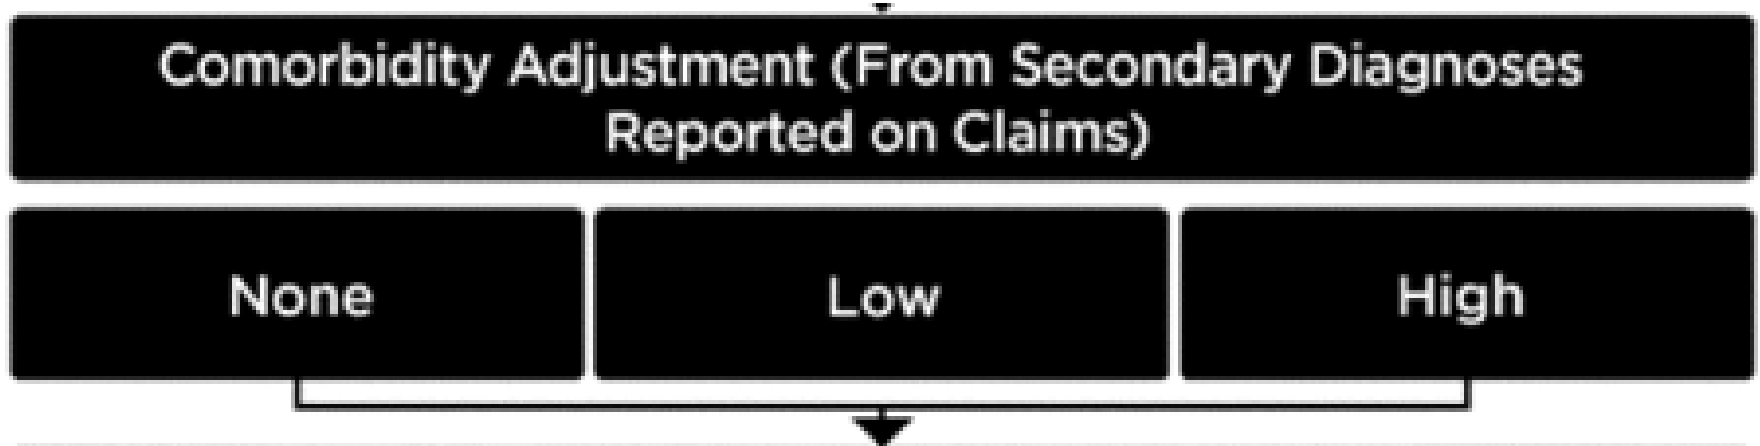 Comorbidity Adjustment (From Secondary Diagnoses
Reported on Claims)
None
Low
High